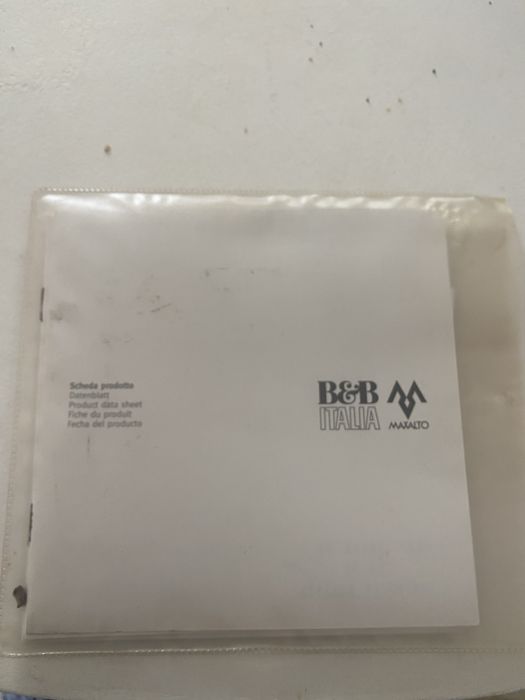 Scheda prodotto
Datenblatt
Product data sheet
Fiche du produit
Fecha del producto
B&B
ITALIA
MAXALTO